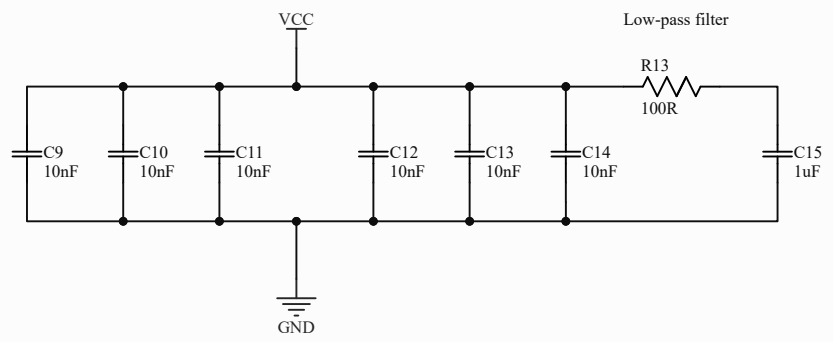 VCC
Low-pass filter
R13
100R
C9
10nF
C10
10nF
C11
10nF
C12
10nF
C13
10nF
C14
10nF
C15
1uF
GND